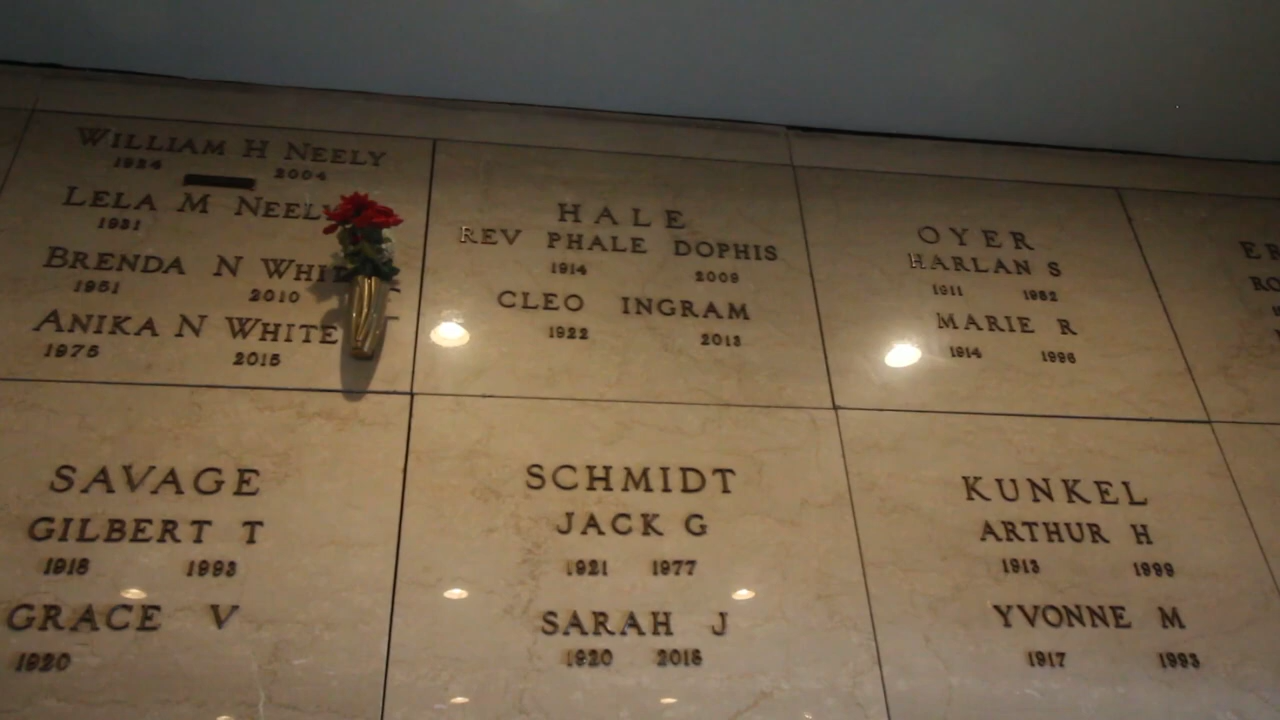 WILLIAM H NEELY
1924 2004
LELA M NEELY
1931
BRENDA N WHITE
1951 2010
ANIKA N WHITE
1975 2015
HALE
REV PHALE DOPHIS
1914 2009
CLEO INGRAM
1922 2013
OYER
HARLAN S
1911 1982
MARIE R
1914 1996
SAVAGE
GILBERT T
1918 1993
GRACE V
1920
SCHMIDT
JACK G
1921 1977
SARAH J
1920 2016
KUNKEL
ARTHUR H
1913 1999
YVONNE M
1917 1993